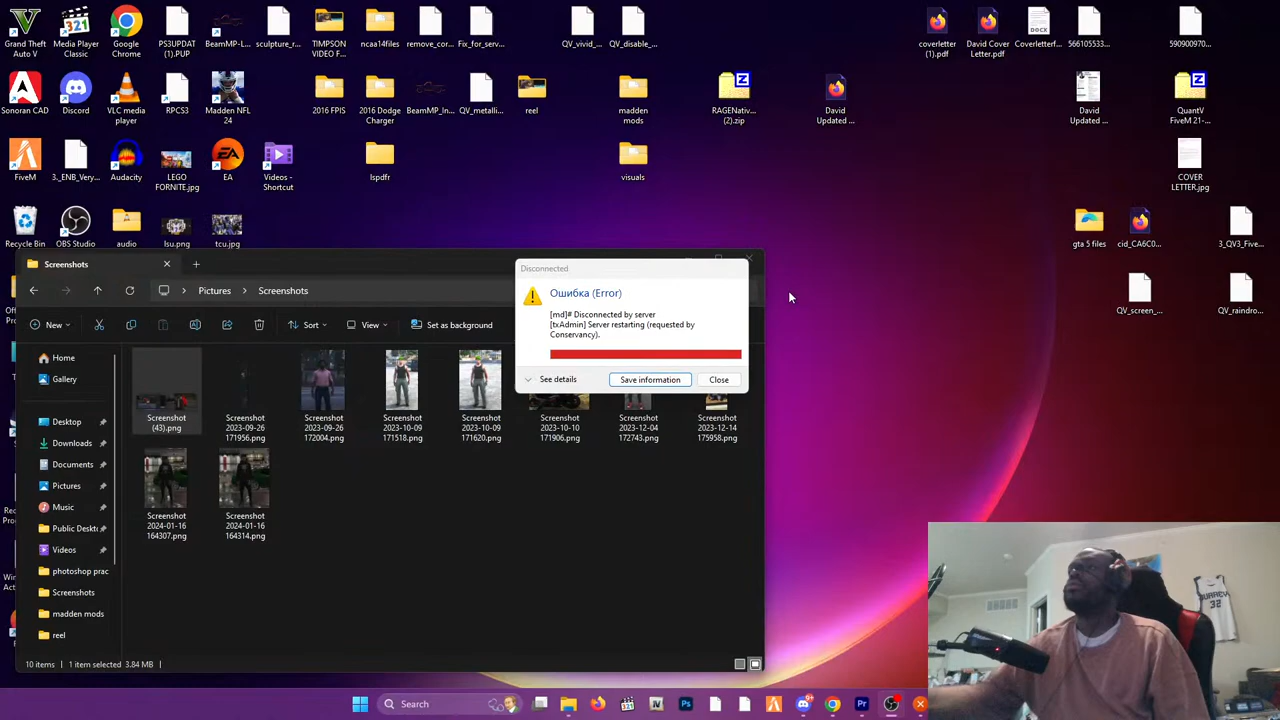 Grand Theft
Auto V
Media Player
Classic
Google
Chrome
PS3UPDAT
(1).PUP
BeamMP-L...
sculpture_r...
TIMPSON
VIDEO F...
ncaa14files
remove_cor...
Fix_for_serv...
QV_vivid_...
QV_disable_...
coverletter
(1).pdf
David Cover
Letter.pdf
Coverletterf...
DOCX
566105533...
590900970...
Sonoran CAD
Discord
VLC media
player
RPCS3
Madden NFL
24
2016 FPIS
2016 Dodge
Charger
BeamMP_In...
QV_metalli...
reel
madden
mods
RAGENativ...
(2).zip
David
Updated ...
David
Updated ...
QuantV
FiveM 21-...
FiveM
3._ENB_Very...
Audacity
LEGO
FORNITE.jpg
EA
Videos -
Shortcut
lspdfr
visuals
COVER
LETTER.jpg
Recycle Bin
OBS Studio
audio
lsu.png
tcu.jpg
gta 5 files
cid_CA6C0...
3_QV3_Five...
QV_screen_...
QV_raindro...
Screenshots
Pictures
Screenshots
New
Sort
View
Set as background
Home
Gallery
Desktop
Downloads
Documents
Pictures
Music
Public Deskto
Videos
photoshop prac
Screenshots
madden mods
reel
Screenshot
(43).png
Screenshot
2023-09-26
171956.png
Screenshot
2023-09-26
172004.png
Screenshot
2023-10-09
171518.png
Screenshot
2023-10-09
171620.png
Screenshot
2023-10-10
171906.png
Screenshot
2023-12-04
172743.png
Screenshot
2023-12-14
175958.png
Screenshot
2024-01-16
164307.png
Screenshot
2024-01-16
164314.png
10 items
1 item selected 3.84 MB
Disconnected
Ошибка (Error)
[md]# Disconnected by server
[txAdmin] Server restarting (requested by
Conservancy).
See details
Save information
Close
Search
32